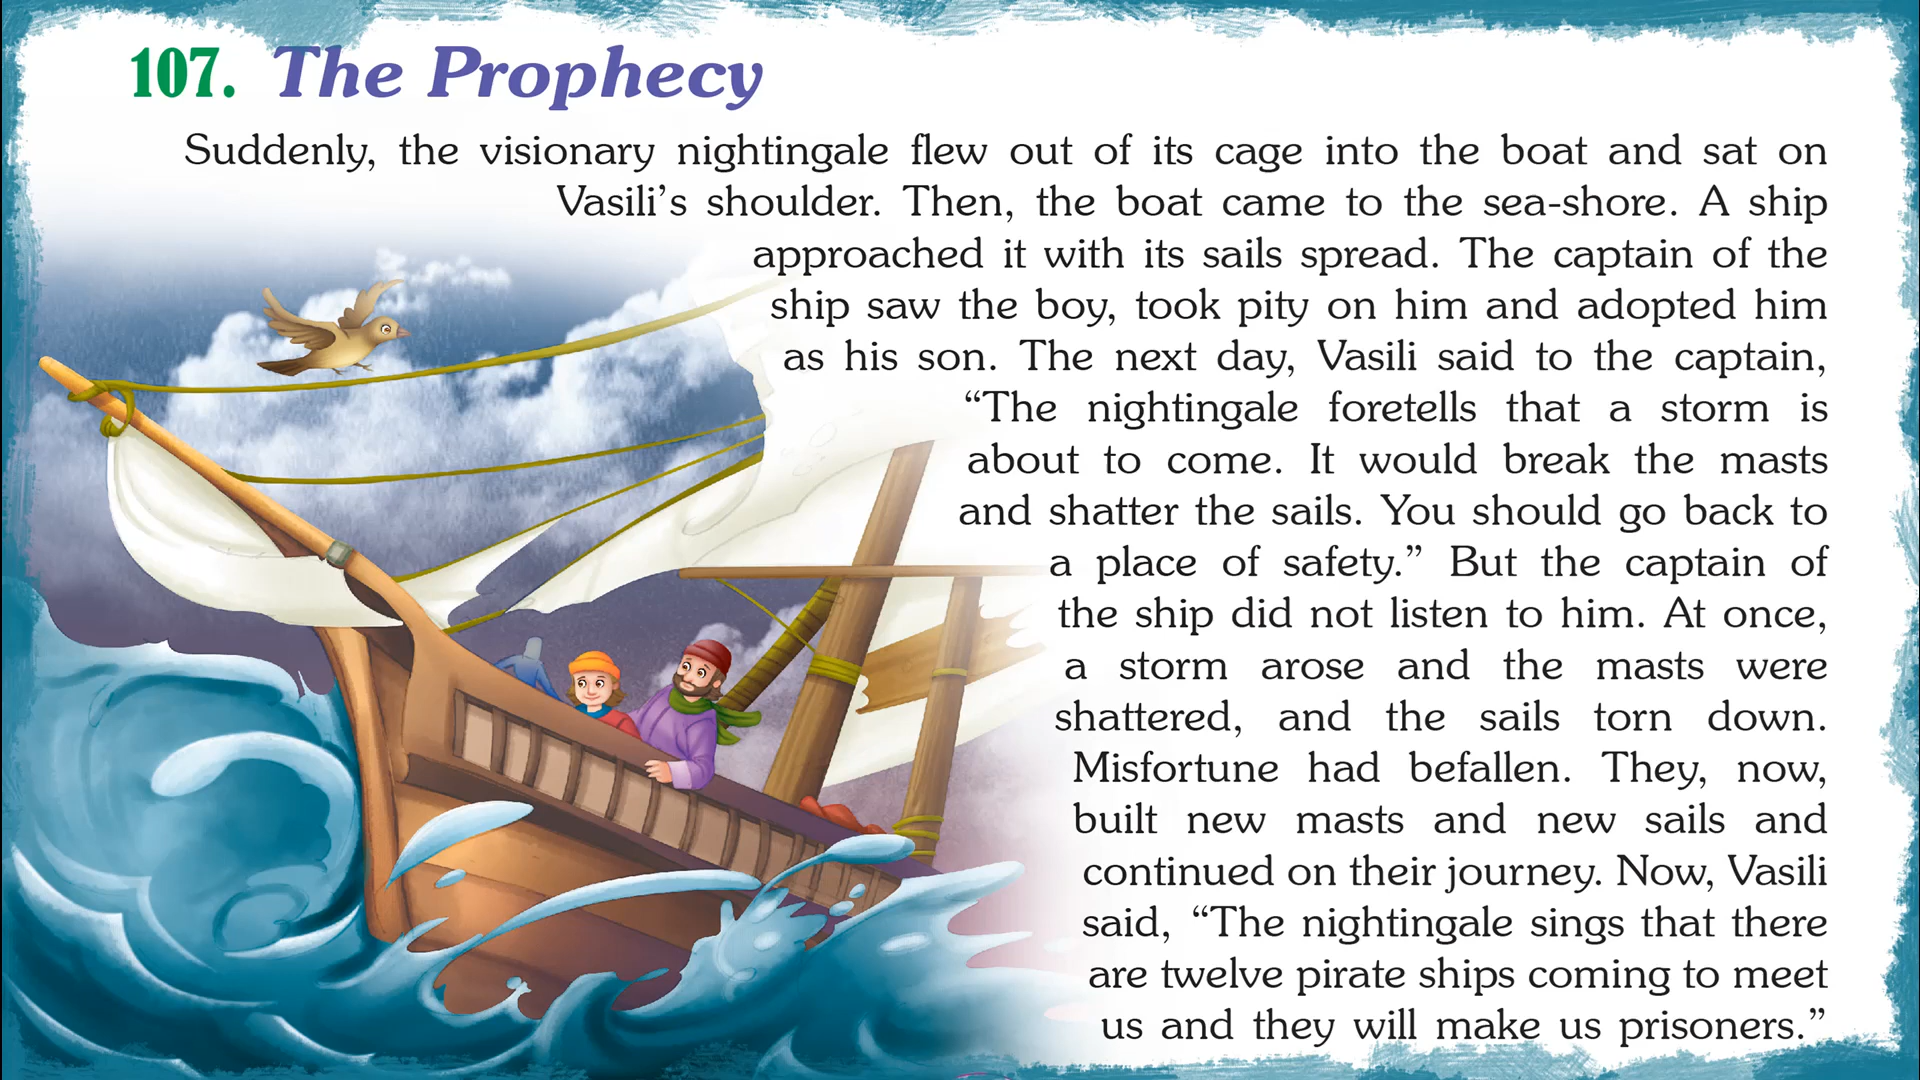 107. The Prophecy
Suddenly, the visionary nightingale flew out of its cage into the boat and sat on
Vasili’s shoulder. Then, the boat came to the sea-shore. A ship
approached it with its sails spread. The captain of the
ship saw the boy, took pity on him and adopted him
as his son. The next day, Vasili said to the captain,
“The nightingale foretells that a storm is
about to come. It would break the masts
and shatter the sails. You should go back to
a place of safety.” But the captain of
the ship did not listen to him. At once,
a storm arose and the masts were
shattered, and the sails torn down.
Misfortune had befallen. They, now,
built new masts and new sails and
continued on their journey. Now, Vasili
said, “The nightingale sings that there
are twelve pirate ships coming to meet
us and they will make us prisoners.”